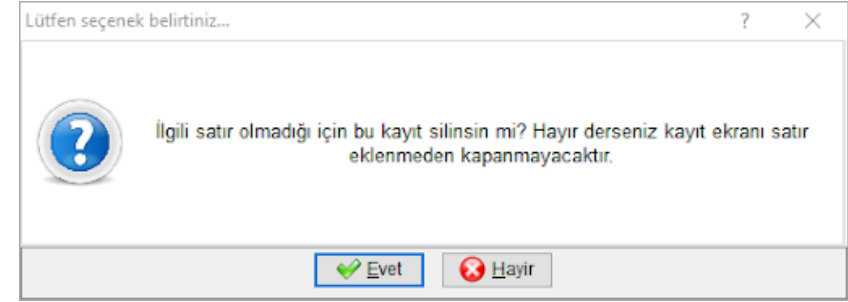 Lütfen seçenek belirtiniz...
İlgili satır olmadığı için bu kayıt silinsin mi? Hayır derseniz kayıt ekranı satır
eklenmeden kapanmayacaktır.
Evet Hayir